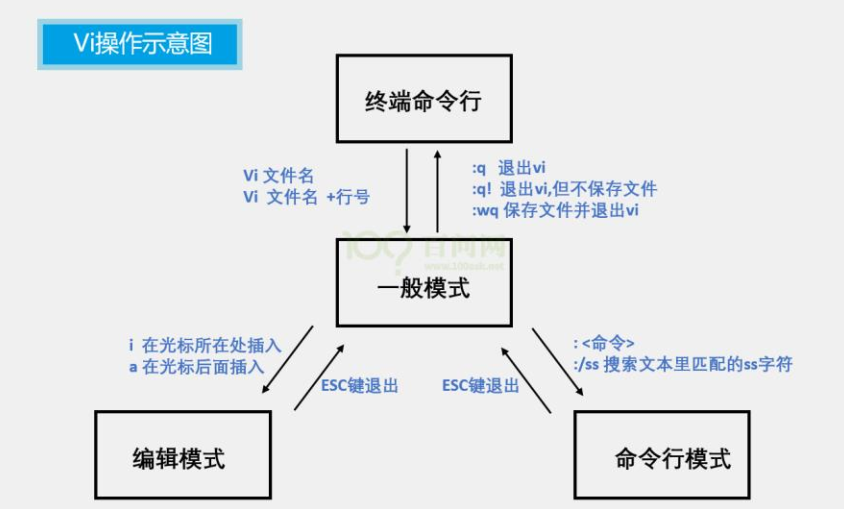 Vi操作示意图
终端命令行
Vi 文件名
Vi 文件名 +行号
:q 退出vi
:q! 退出vi,但不保存文件
:wq 保存文件并退出vi
百问网
www.100ask.net
一般模式
i 在光标所在处插入
a 在光标后面插入
ESC键退出
ESC键退出
: <命令>
:/ss 搜索文本里匹配的ss字符
编辑模式
命令行模式